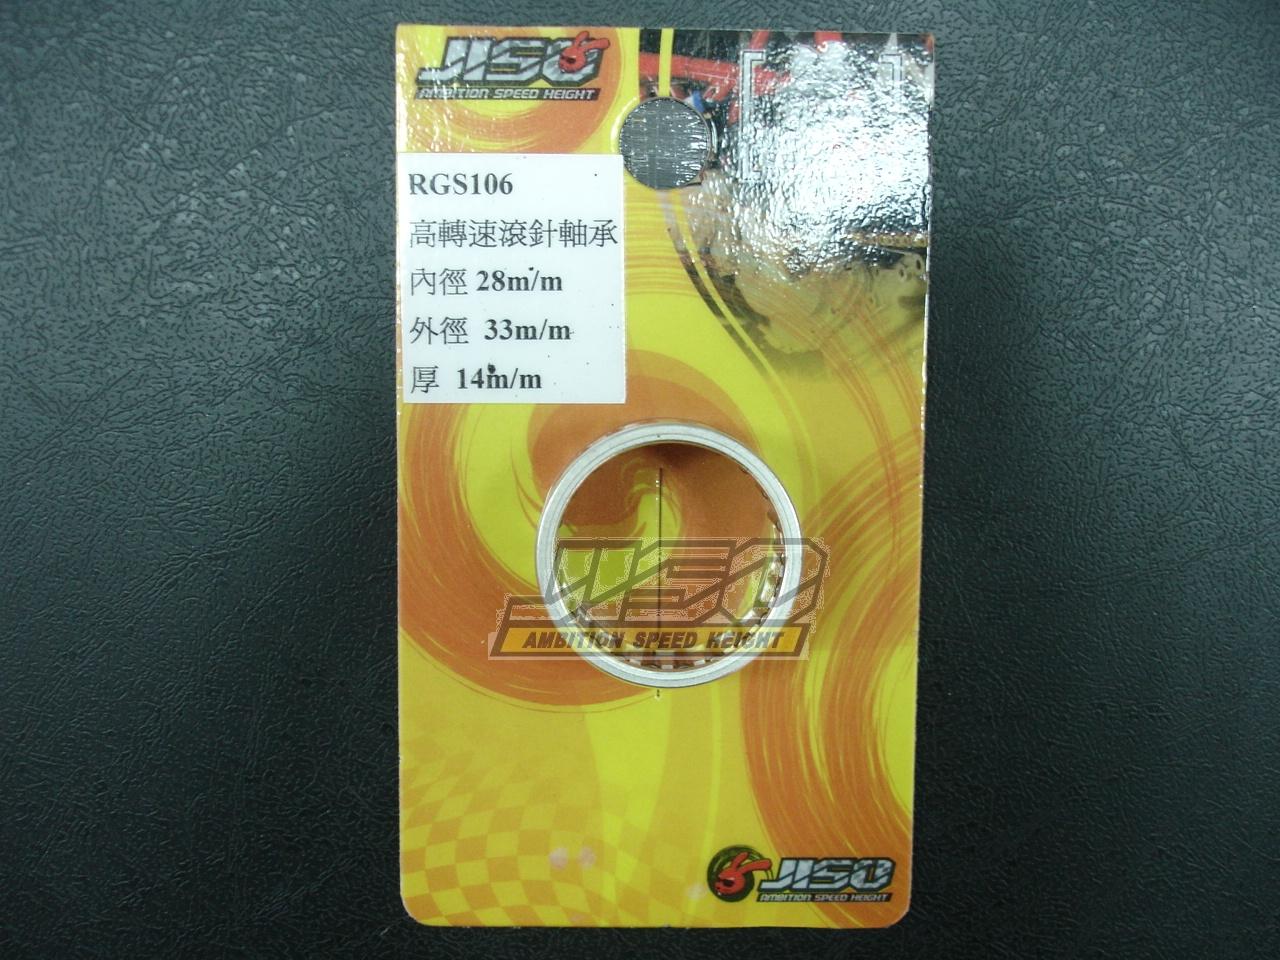 JISO
AMBITION SPEED HEIGHT
RGS106
高轉速滾針軸承
內徑 28m/m
外徑 33m/m
厚 14m/m
JISO
AMBITION SPEED HEIGHT
JISO
AMBITION SPEED HEIGHT